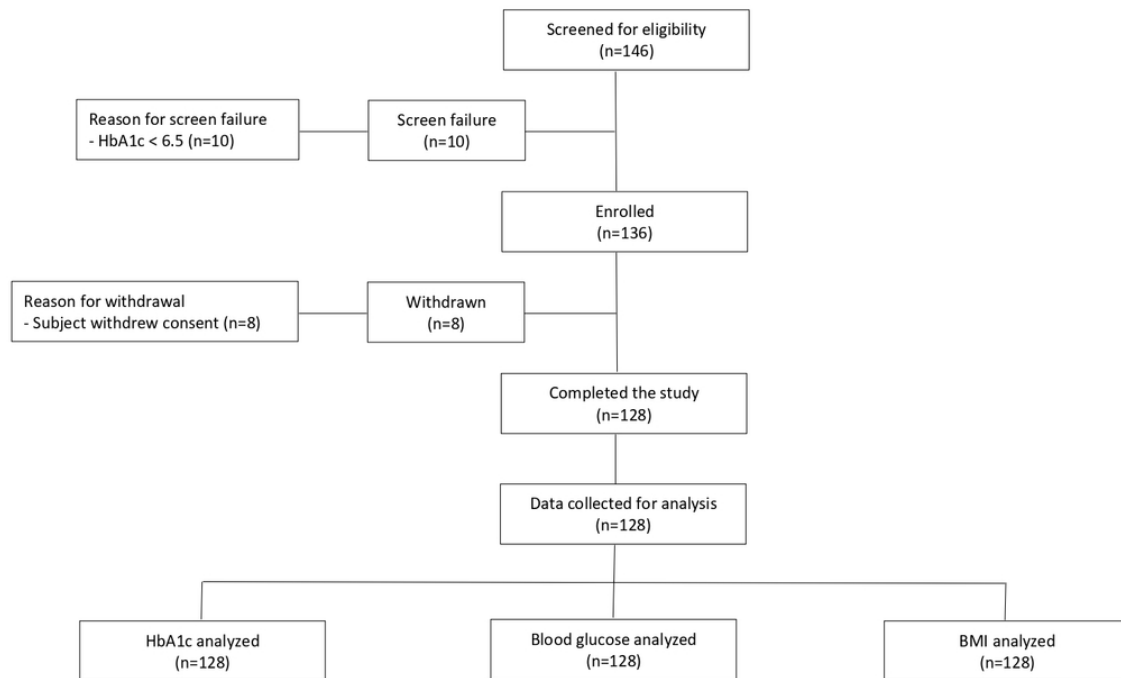 Screened for eligibility
(n=146)
Reason for screen failure
- HbA1c < 6.5 (n=10)
Screen failure
(n=10)
Enrolled
(n=136)
Reason for withdrawal
- Subject withdrew consent (n=8)
Withdrawn
(n=8)
Completed the study
(n=128)
Data collected for analysis
(n=128)
HbA1c analyzed
(n=128)
Blood glucose analyzed
(n=128)
BMI analyzed
(n=128)